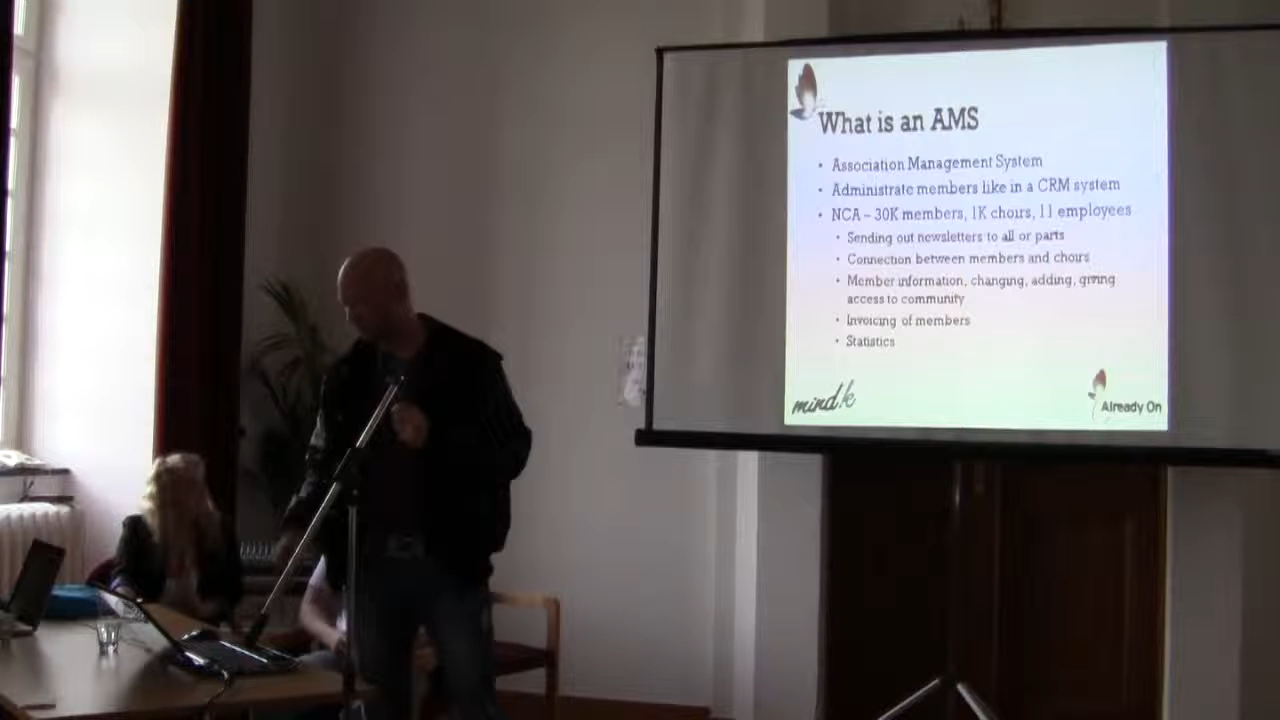 What is an AMS
• Association Management System
• Administrate members like in a CRM system
• NCA – 30K members, 1K choirs, 11 employees
• Sending out newsletters to all or parts
• Connection between members and choirs
• Member information, changing, adding, giving
access to community
• Invoicing of members
• Statistics
mind!k
Already On